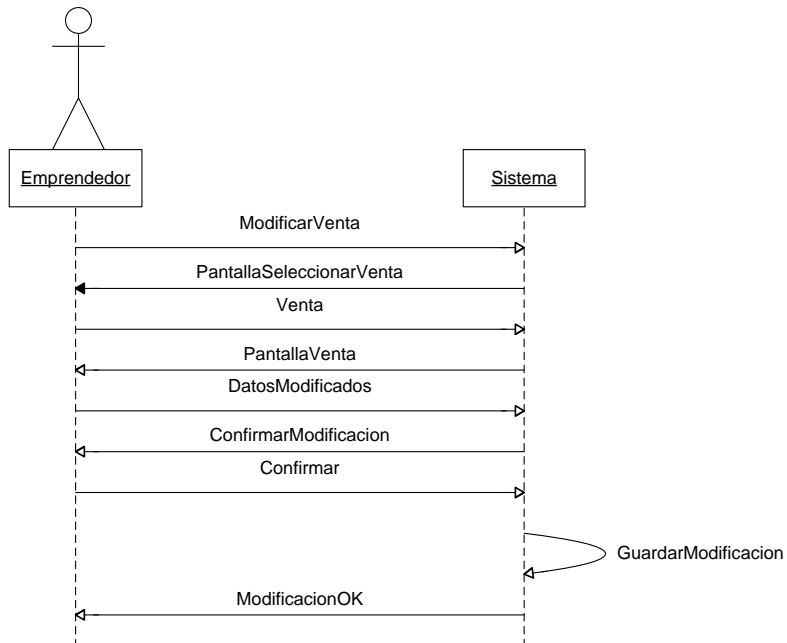 Emprendedor
Sistema
ModificarVenta
PantallaSeleccionarVenta
Venta
PantallaVenta
DatosModificados
ConfirmarModificacion
Confirmar
GuardarModificacion
ModificacionOK